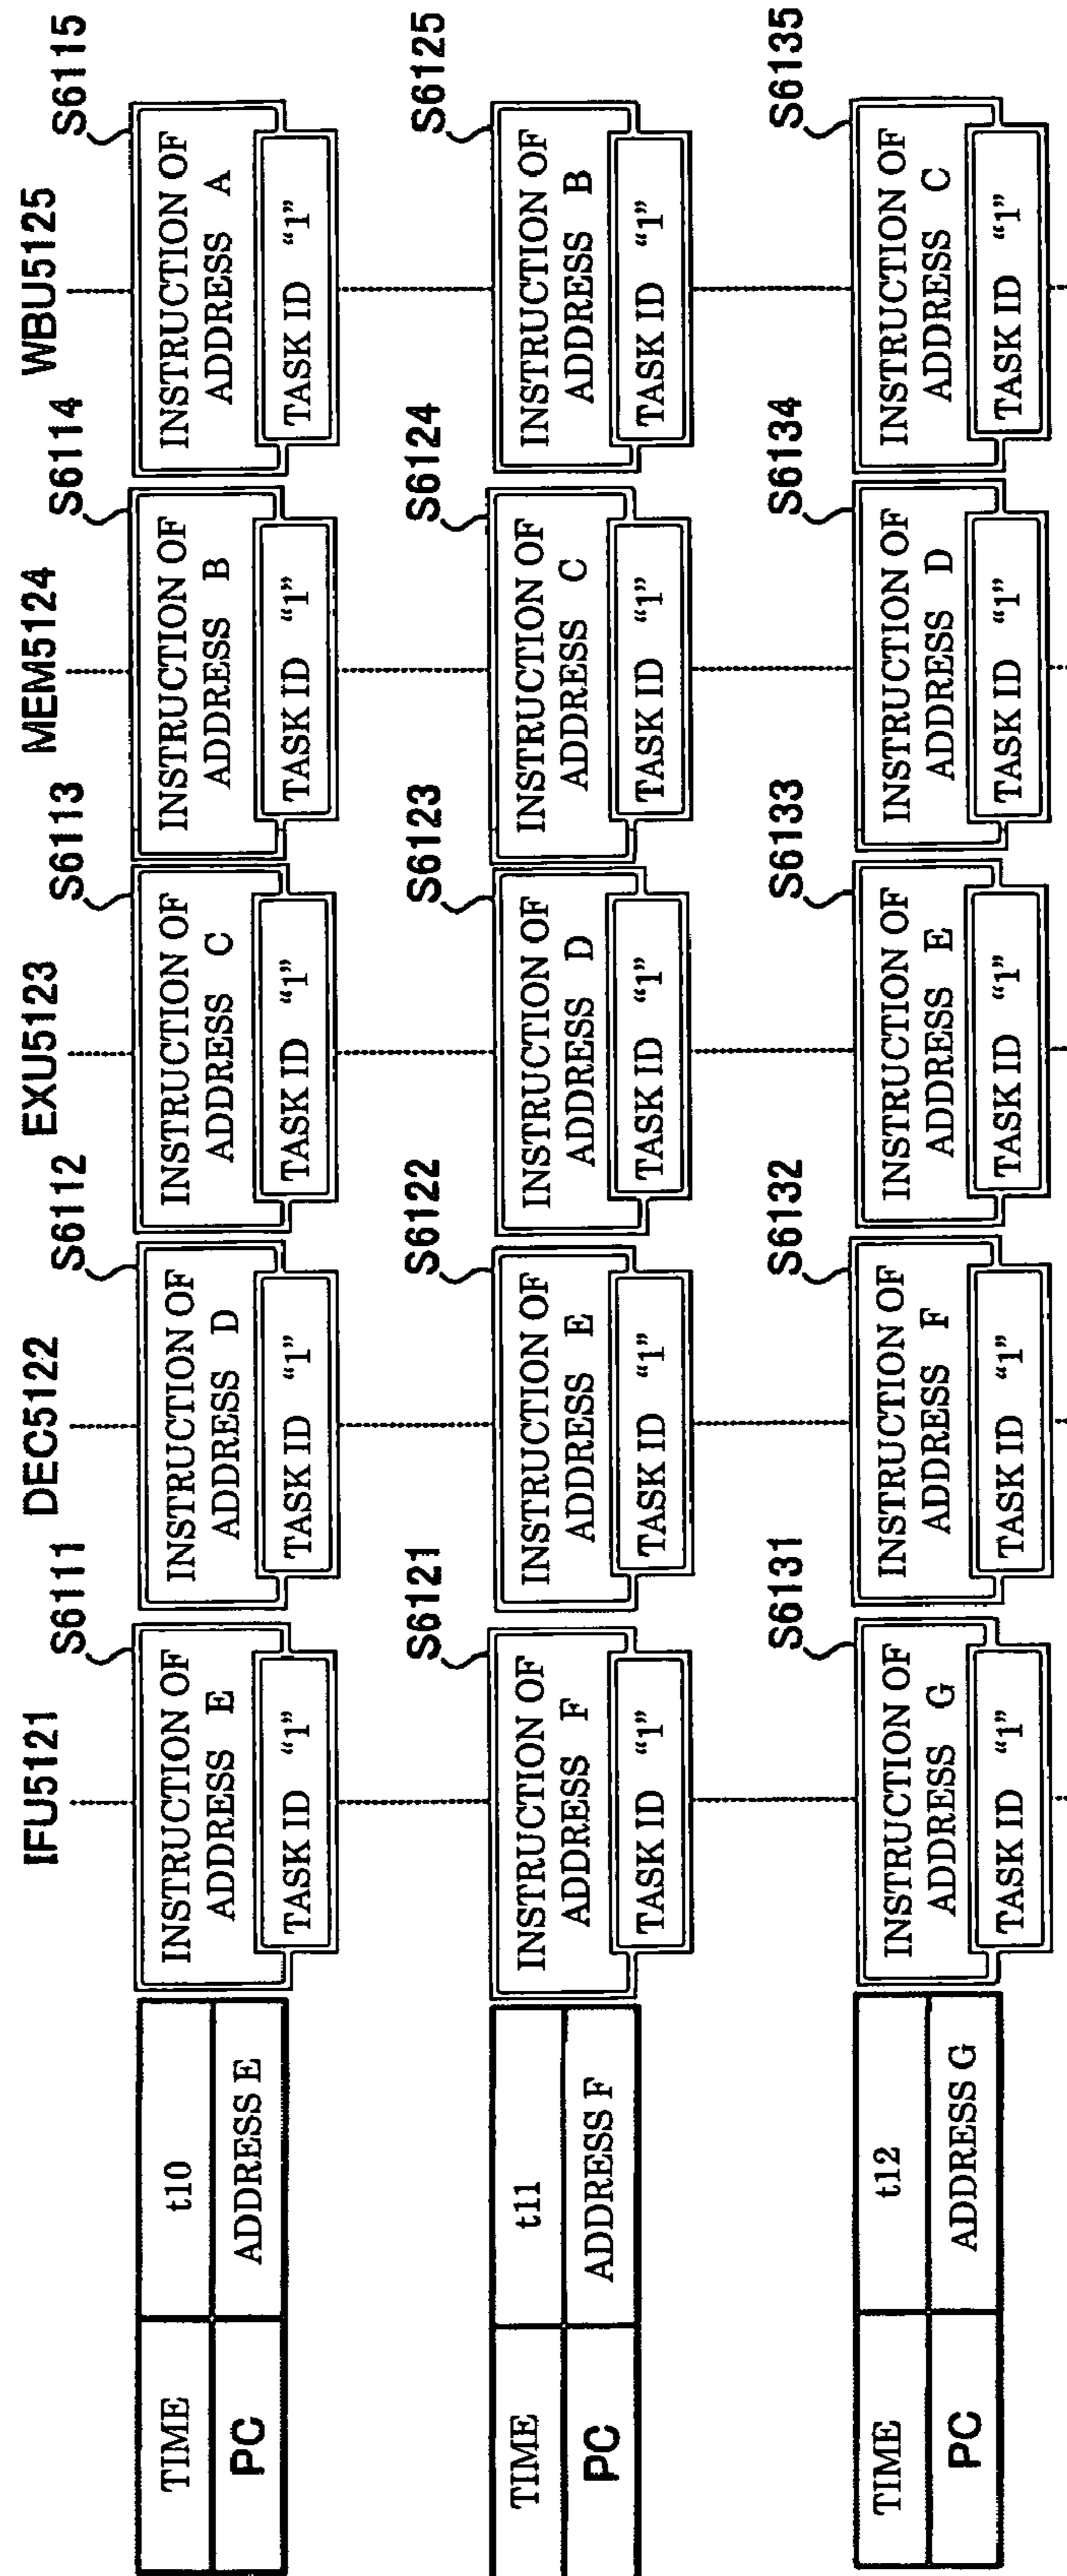 IFU5121 DEC5122 EXU5123 MEM5124 WBU5125
S6111 S6112 S6113 S6114 S6115
TIME t10
PC ADDRESS E
INSTRUCTION OF
ADDRESS E
TASK ID “1”
INSTRUCTION OF
ADDRESS D
TASK ID “1”
INSTRUCTION OF
ADDRESS C
TASK ID “1”
INSTRUCTION OF
ADDRESS B
TASK ID “1”
INSTRUCTION OF
ADDRESS A
TASK ID “1”
S6121 S6122 S6123 S6124 S6125
TIME t11
PC ADDRESS F
INSTRUCTION OF
ADDRESS F
TASK ID “1”
INSTRUCTION OF
ADDRESS E
TASK ID “1”
INSTRUCTION OF
ADDRESS D
TASK ID “1”
INSTRUCTION OF
ADDRESS C
TASK ID “1”
INSTRUCTION OF
ADDRESS B
TASK ID “1”
S6131 S6132 S6133 S6134 S6135
TIME t12
PC ADDRESS G
INSTRUCTION OF
ADDRESS G
TASK ID “1”
INSTRUCTION OF
ADDRESS F
TASK ID “1”
INSTRUCTION OF
ADDRESS E
TASK ID “1”
INSTRUCTION OF
ADDRESS D
TASK ID “1”
INSTRUCTION OF
ADDRESS C
TASK ID “1”